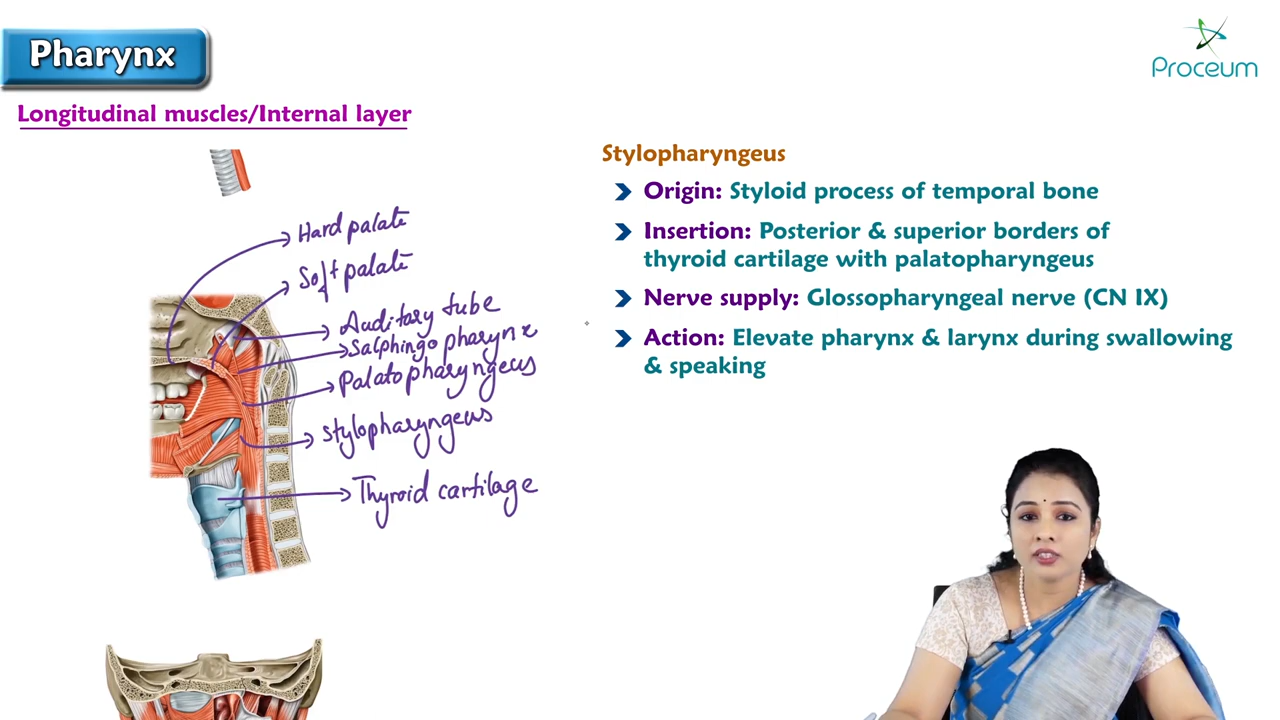 Pharynx
Proceum
Longitudinal muscles/Internal layer
Hard palate
Soft palate
Auditory tube
Salphingo pharynx
Palatopharyngeus
Stylopharyngeus
Thyroid cartilage
Stylopharyngeus
Origin: Styloid process of temporal bone
Insertion: Posterior & superior borders of
thyroid cartilage with palatopharyngeus
Nerve supply: Glossopharyngeal nerve (CN IX)
Action: Elevate pharynx & larynx during swallowing
& speaking